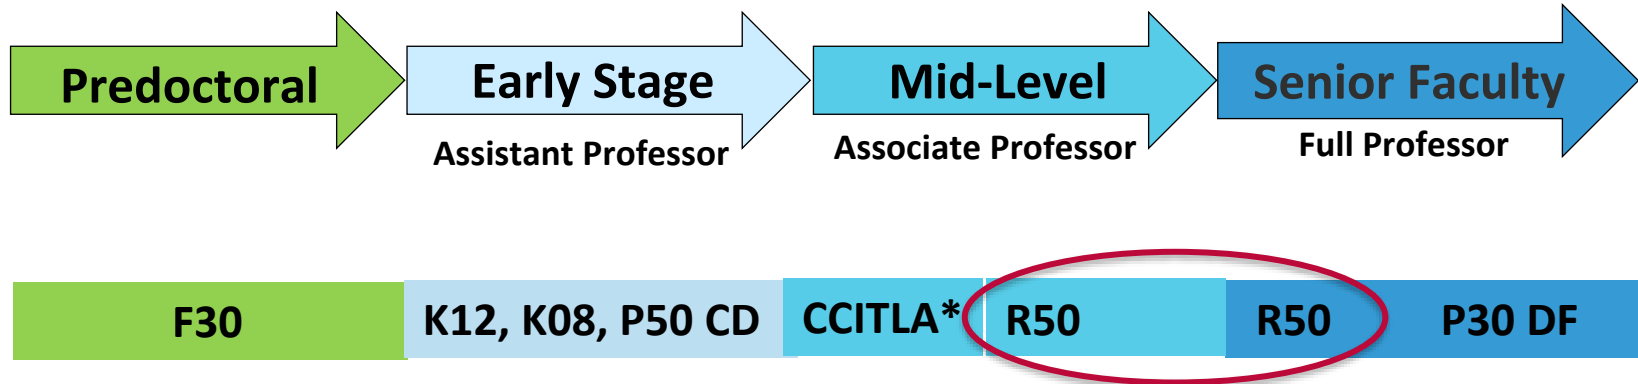 Predoctoral
Early Stage
Mid-Level
Senior Faculty
Assistant Professor
Associate Professor
Full Professor
F30
K12, K08, P50 CD
CCITLA*
R50
R50
P30 DF